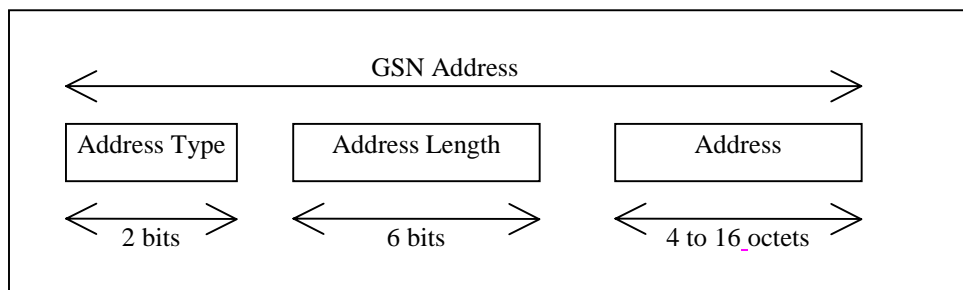 GSN Address
Address Type Address Length Address
2 bits 6 bits 4 to 16 octets